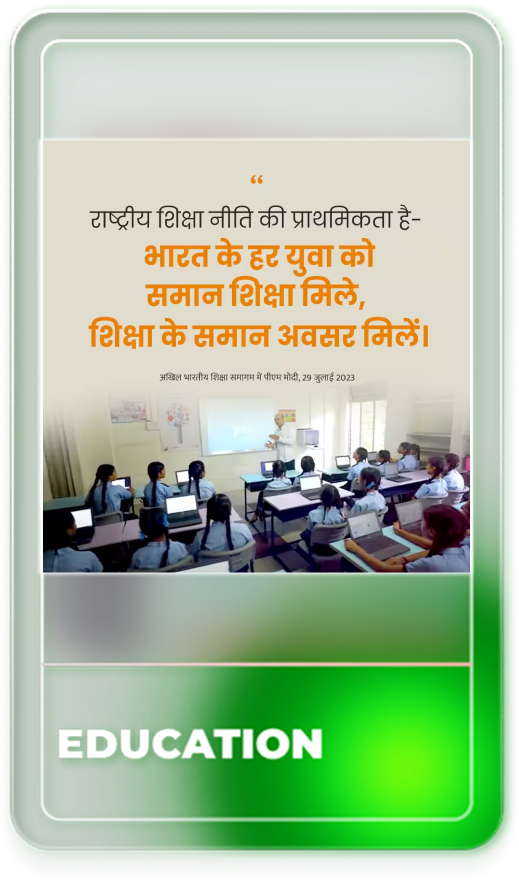 “
राष्ट्रीय शिक्षा नीति की प्राथमिकता है-
भारत के हर युवा को
समान शिक्षा मिले,
शिक्षा के समान अवसर मिलें।
अखिल भारतीय शिक्षा समागम में पीएम मोदी, 29 जुलाई 2023
EDUCATION